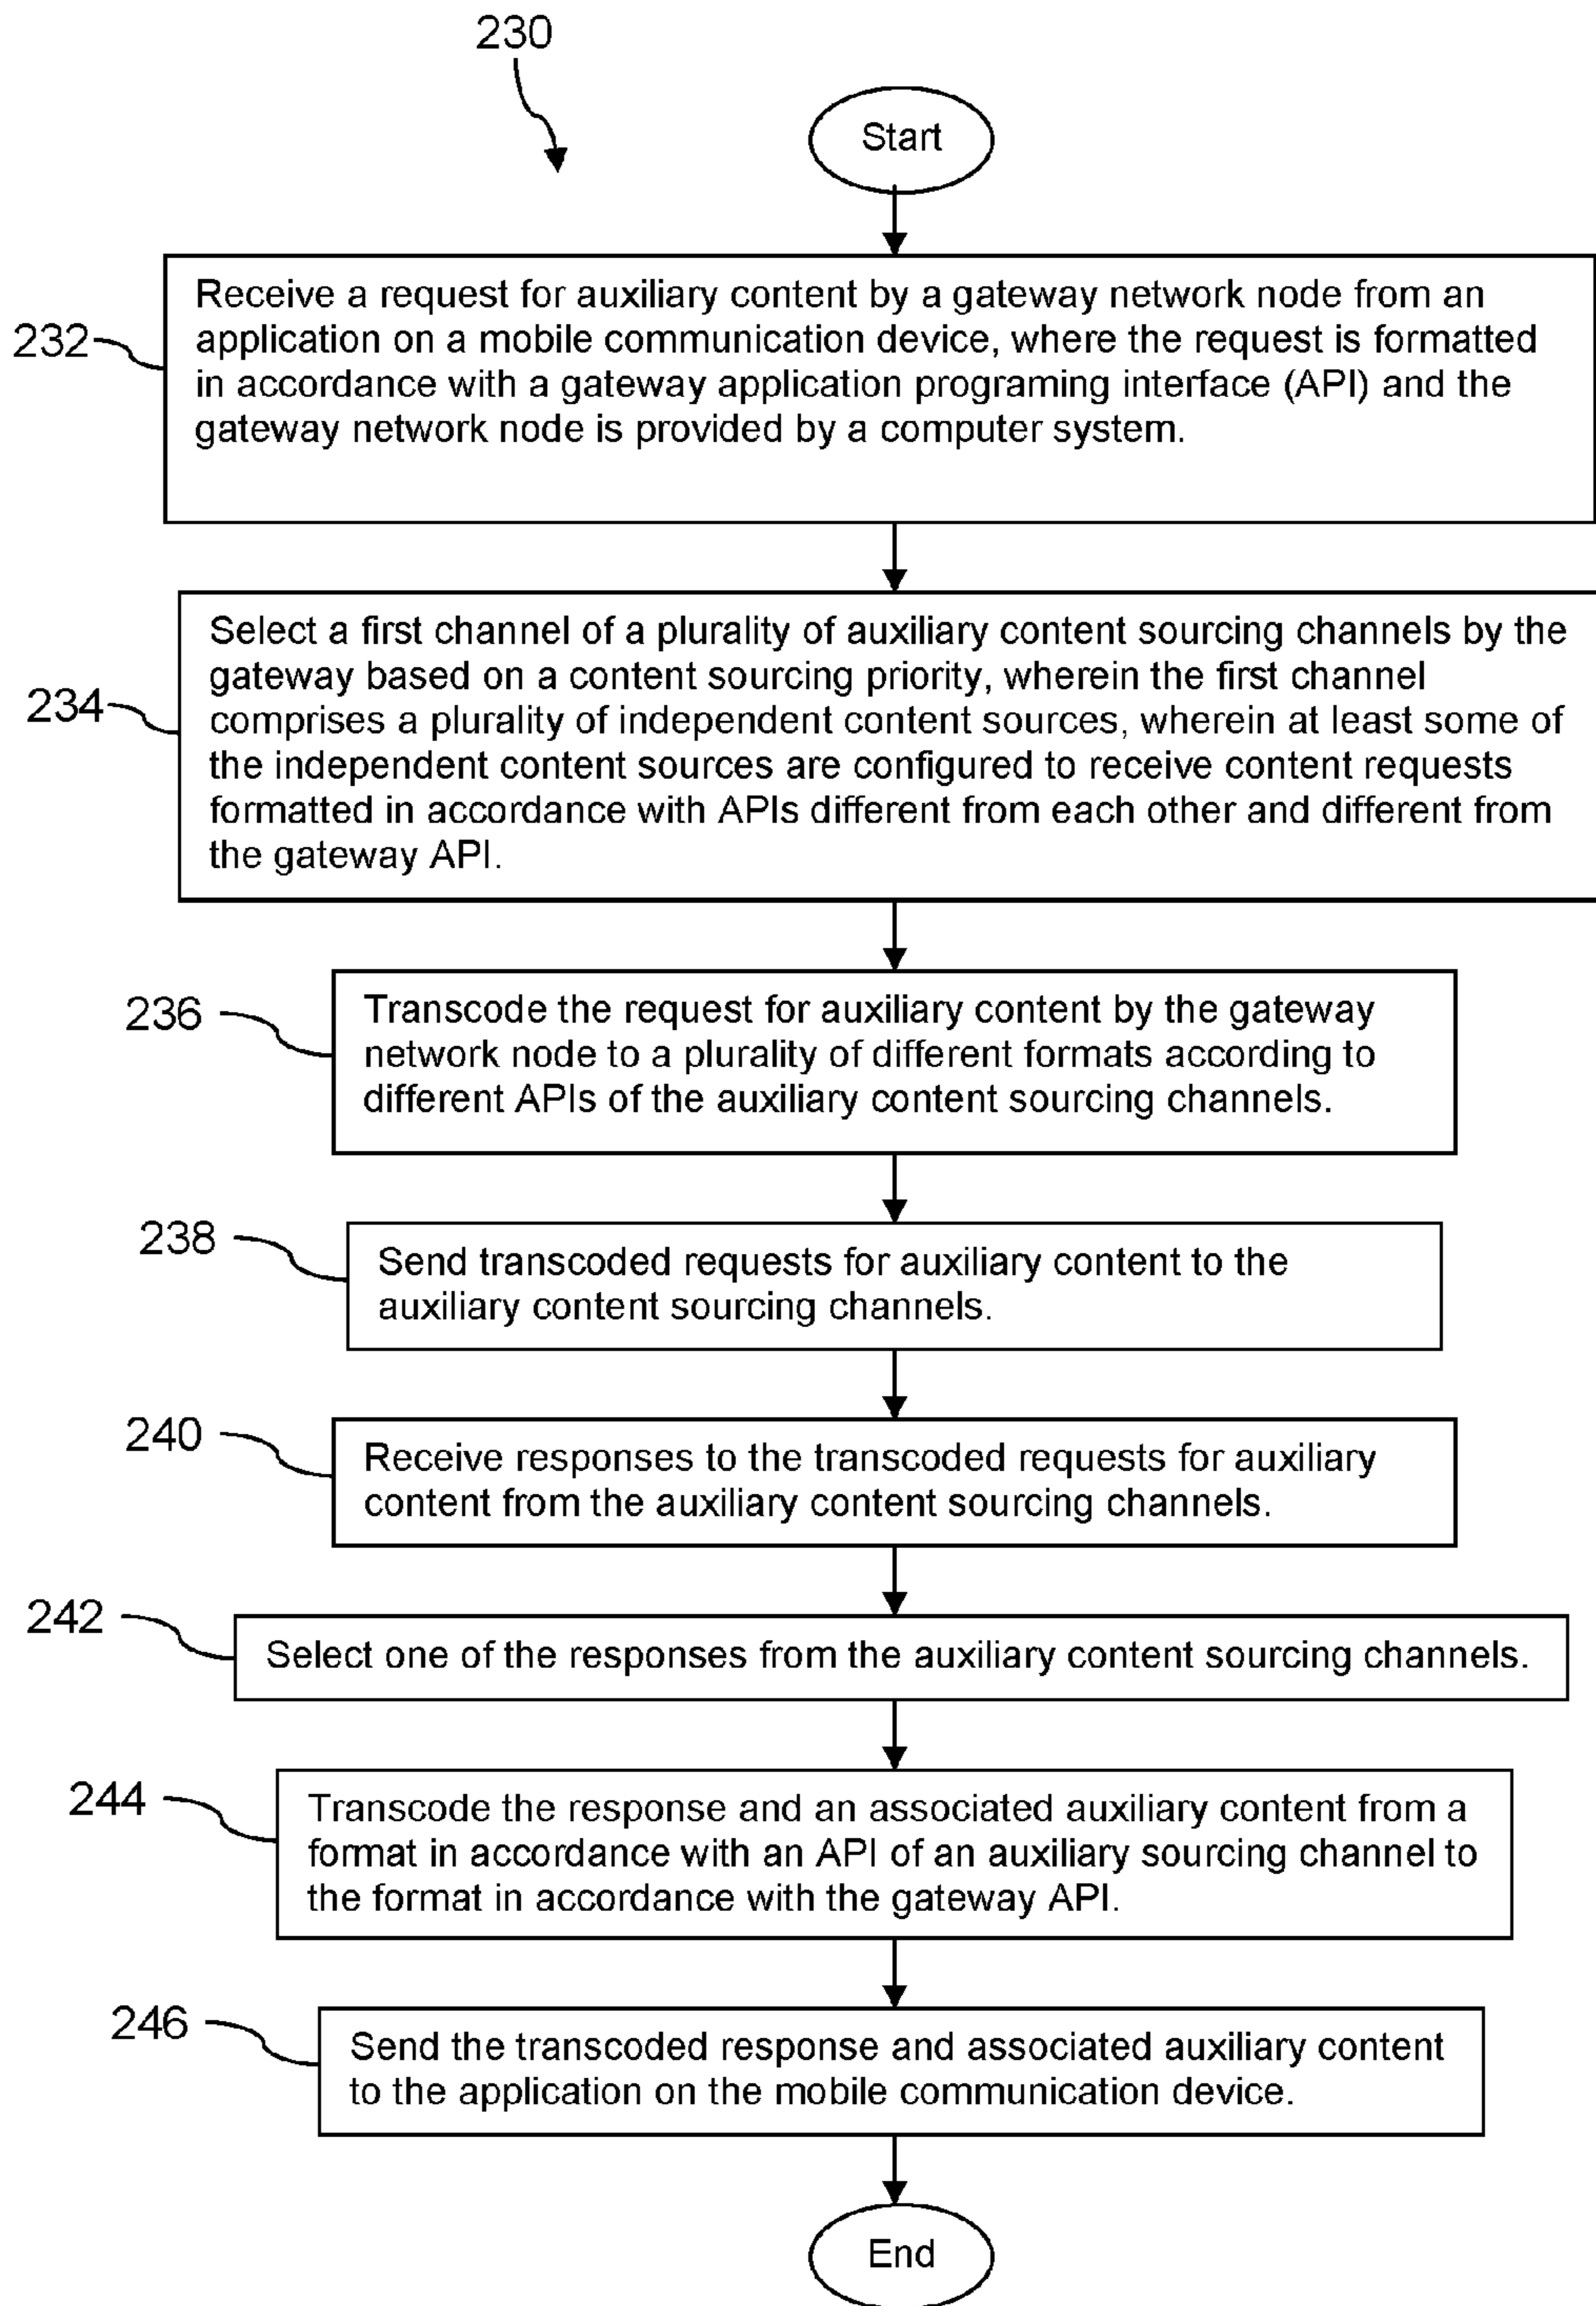 230
Start
232
Receive a request for auxiliary content by a gateway network node from an
application on a mobile communication device, where the request is formatted
in accordance with a gateway application programing interface (API) and the
gateway network node is provided by a computer system.
234
Select a first channel of a plurality of auxiliary content sourcing channels by the
gateway based on a content sourcing priority, wherein the first channel
comprises a plurality of independent content sources, wherein at least some of
the independent content sources are configured to receive content requests
formatted in accordance with APIs different from each other and different from
the gateway API.
236
Transcode the request for auxiliary content by the gateway
network node to a plurality of different formats according to
different APIs of the auxiliary content sourcing channels.
238
Send transcoded requests for auxiliary content to the
auxiliary content sourcing channels.
240
Receive responses to the transcoded requests for auxiliary
content from the auxiliary content sourcing channels.
242
Select one of the responses from the auxiliary content sourcing channels.
244
Transcode the response and an associated auxiliary content from a
format in accordance with an API of an auxiliary sourcing channel to
the format in accordance with the gateway API.
246
Send the transcoded response and associated auxiliary content
to the application on the mobile communication device.
End